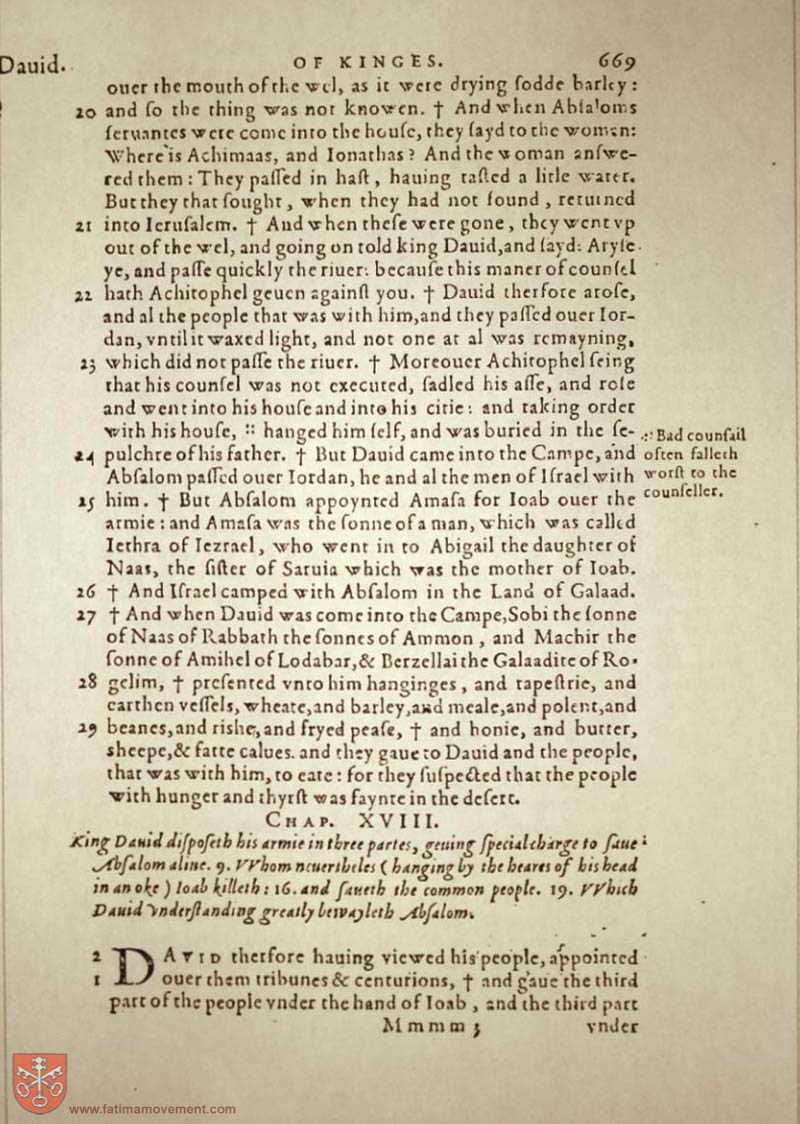 Dauid.
OF KINGES.
669
ouer the mouth of the wel, as it were drying sodde barley:
20 and ſo the thing was not knowen. † And when Abſaloms
ſeruantes were come into the houſe, they ſayd to the woman:
Where is Achimaas, and Ionathas? And the woman anſwe-
red them: They paſſed in haſt, hauing taſted a litle water.
But they that ſought, when they had not found, returned
21 into Ieruſalem. † And when theſe were gone, they went vp
out of the wel, and going on told king Dauid, and ſayd: Aryſe
ye, and paſſe quickly the riuer: becauſe this maner of counſel
22 hath Achitophel geuen againſt you. † Dauid therfore aroſe,
and al the people that was with him, and they paſſed ouer Ior-
dan, vntil it waxed light, and not one at al was remayning,
23 which did not paſſe the riuer. † Moreouer Achitophel ſeing
that his counſel was not executed, ſadled his aſſe, and roſe
and went into his houſe and into his citie: and taking order
with his houſe, :: hanged him ſelf, and was buried in the ſe-
24 pulchre of his father. † But Dauid came into the Campe, and
Abſalom paſſed ouer Iordan, he and al the men of Iſrael with
25 him. † But Abſalom appoynted Amaſa for Ioab ouer the
armie: and Amaſa was the ſonne of a man, which was called
Iethra of Iezrael, who went in to Abigail the daughter of
Naas, the ſiſter of Saruia which was the mother of Ioab.
26 † And Iſrael camped with Abſalom in the Land of Galaad.
27 † And when Dauid was come into the Campe, Sobi the ſonne
of Naas of Rabbath the ſonnes of Ammon, and Machir the
ſonne of Amihel of Lodabar, & Berzellai the Galaadite of Ro-
28 gelim, † preſented vnto him hanginges, and tapeſtrie, and
earthen veſſels, wheate, and barley, and meale, and polent, and
29 beanes, and riſhe, and fryed peaſe, † and honie, and butter,
sheepe, & fatte calues. and they gaue to Dauid and the people,
that was with him, to eate: for they ſuſpected that the people
with hunger and thyrſt was faynte in the deſert.
:: Bad counſail
often falleth
worſt to the
counſeller.
CHAP. XVIII.
King Dauid diſpoſeth his armie in three partes, geuing ſpecial charge to ſaue
Abſalom aliue. 9. VVhom neuertheles (hanging by the heares of his head
in an oke) Ioab killeth: 16. and ſaueth the common people. 19. VVhich
Dauid vnderſtanding greatly bewayleth Abſalom.
2 DAVID therfore hauing viewed his people, appointed
1 ouer them tribunes & centurions, † and gaue the third
part of the people vnder the hand of Ioab, and the third part
Mmmm 3
vnder
www.fatimamovement.com